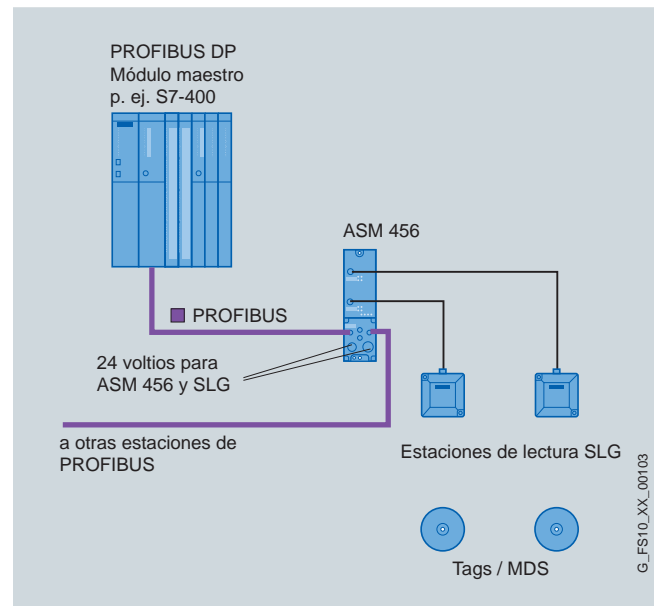 PROFIBUS DP
Módulo maestro
p. ej. S7-400
ASM 456
PROFIBUS
24 voltios para
ASM 456 y SLG
a otras estaciones de
PROFIBUS
Estaciones de lectura SLG
Tags / MDS
G_FS10_XX_00103